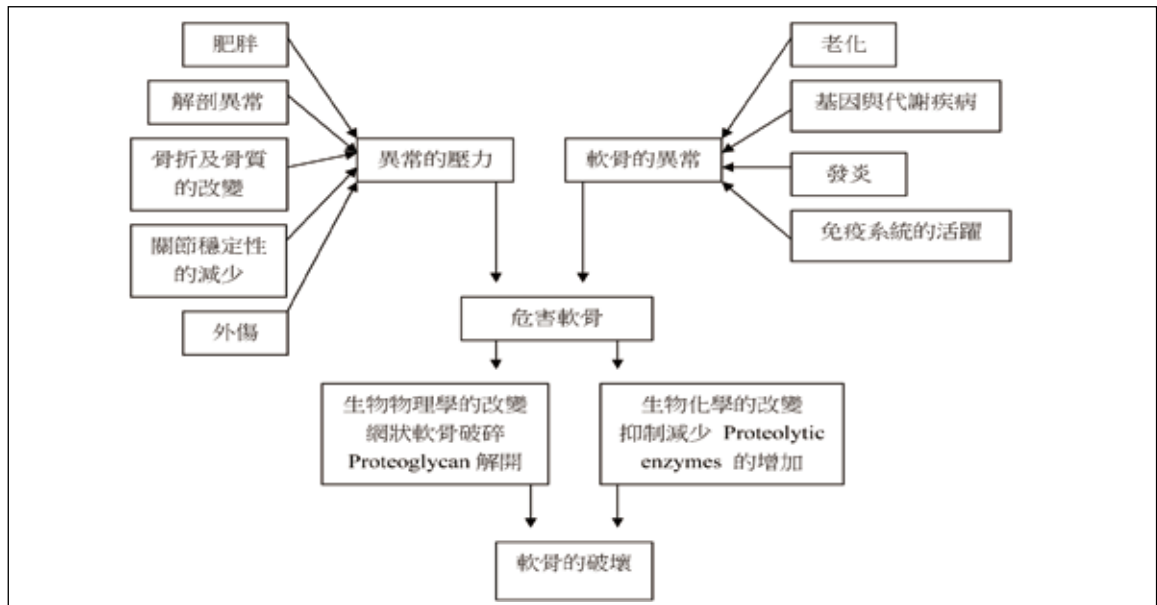 肥胖
解剖異常
骨折及骨質
的改變
關節穩定性
的減少
外傷
異常的壓力
軟骨的異常
老化
基因與代謝疾病
發炎
免疫系統的活躍
危害軟骨
生物物理學的改變
網狀軟骨破碎
Proteoglycan 解開
生物化學的改變
抑制減少 Proteolytic
enzymes 的增加
軟骨的破壞